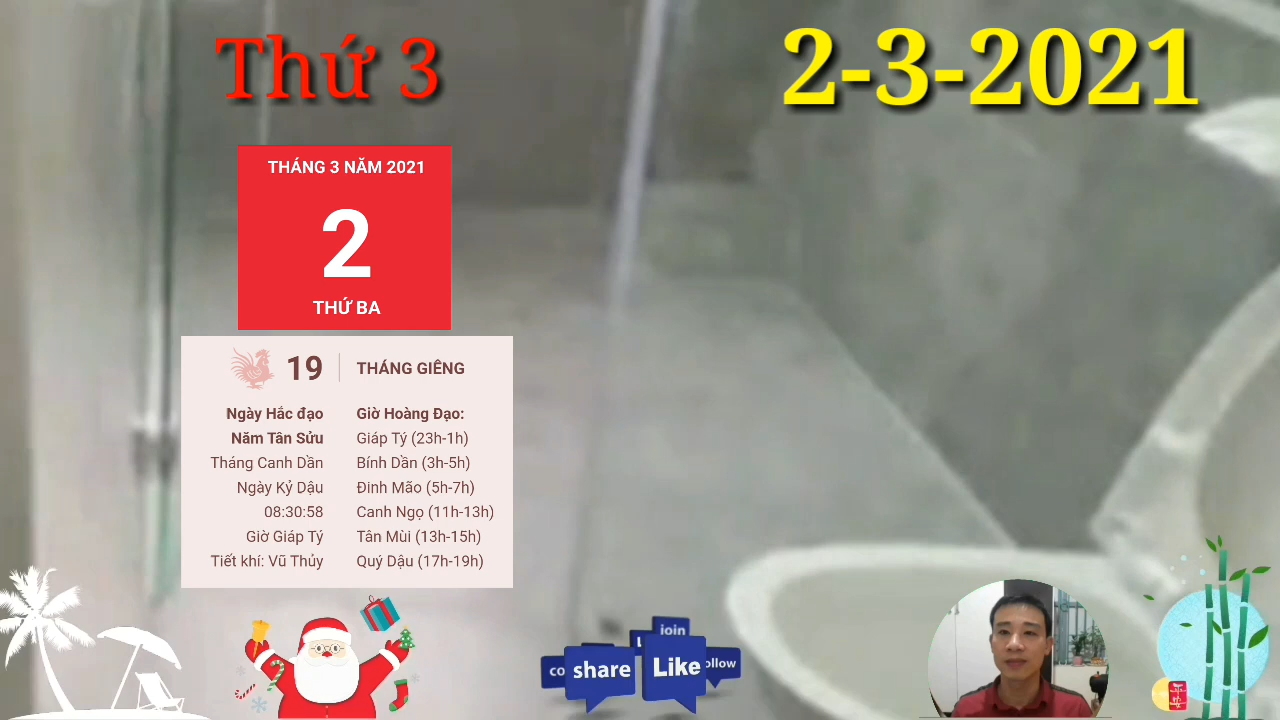 Thứ 3
2-3-2021
THÁNG 3 NĂM 2021
2
THỨ BA
19
THÁNG GIÊNG
Ngày Hắc đạo
Năm Tân Sửu
Tháng Canh Dần
Ngày Kỷ Dậu
08:30:58
Giờ Giáp Tý
Tiết khí: Vũ Thủy
Giờ Hoàng Đạo:
Giáp Tý (23h-1h)
Bính Dần (3h-5h)
Đinh Mão (5h-7h)
Canh Ngọ (11h-13h)
Tân Mùi (13h-15h)
Quý Dậu (17h-19h)
join
share
Like
ollow
co